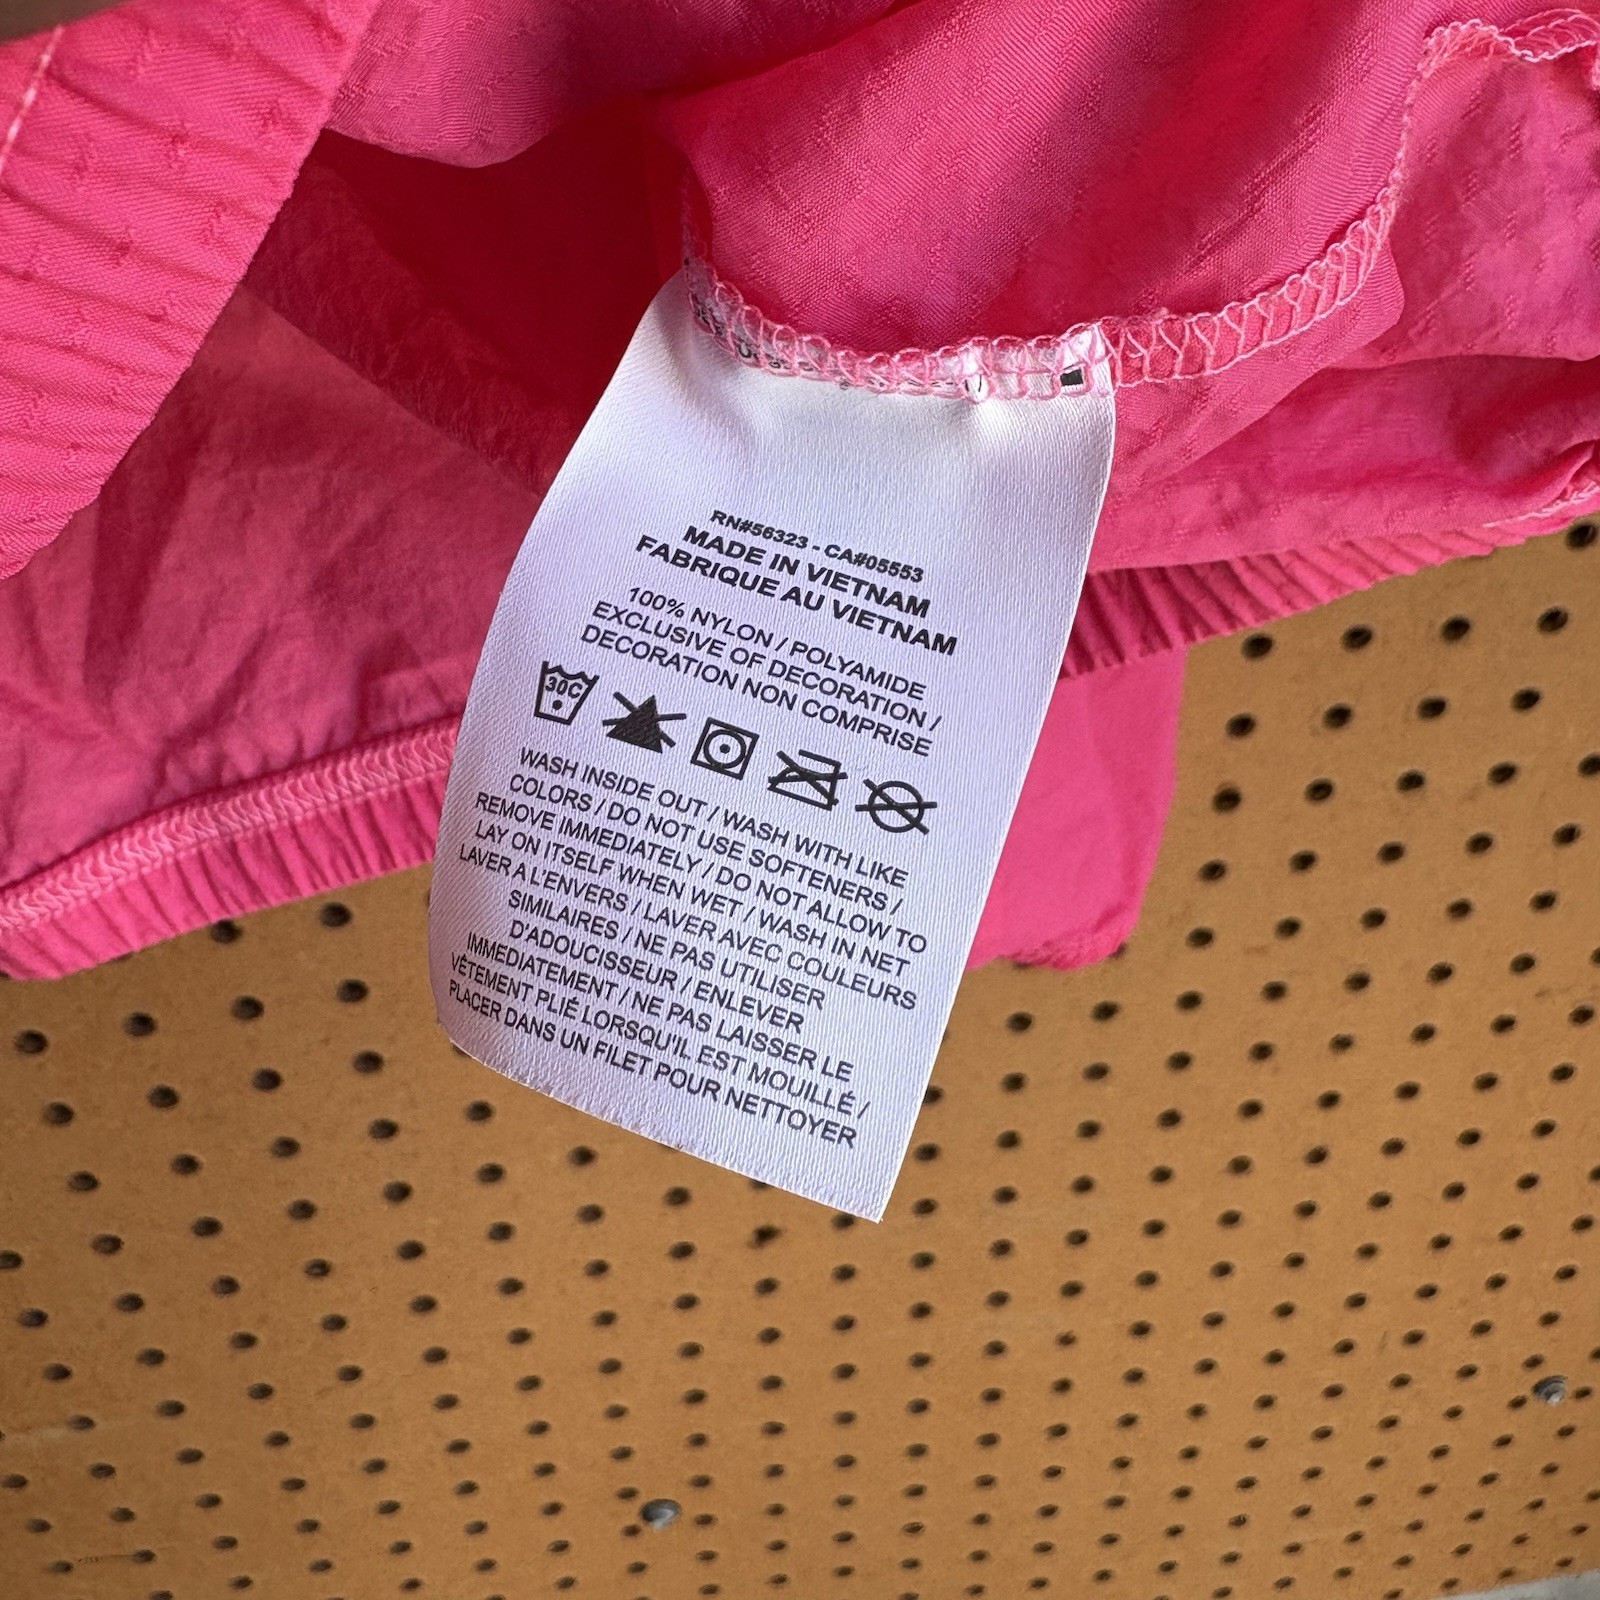 RN#56323 - CA#05553
MADE IN VIETNAM
FABRIQUE AU VIETNAM
100% NYLON / POLYAMIDE
EXCLUSIVE OF DECORATION /
DECORATION NON COMPRISE
30C
WASH INSIDE OUT / WASH WITH LIKE
COLORS / DO NOT USE SOFTENERS /
REMOVE IMMEDIATELY / DO NOT ALLOW TO
LAY ON ITSELF WHEN WET / WASH IN NET
LAVER A L'ENVERS / LAVER AVEC COULEURS
SIMILAIRES / NE PAS UTILISER
D'ADOUCISSEUR / ENLEVER
IMMEDIATEMENT / NE PAS LAISSER LE
VÊTEMENT PLIÉ LORSQU'IL EST MOUILLÉ /
PLACER DANS UN FILET POUR NETTOYER